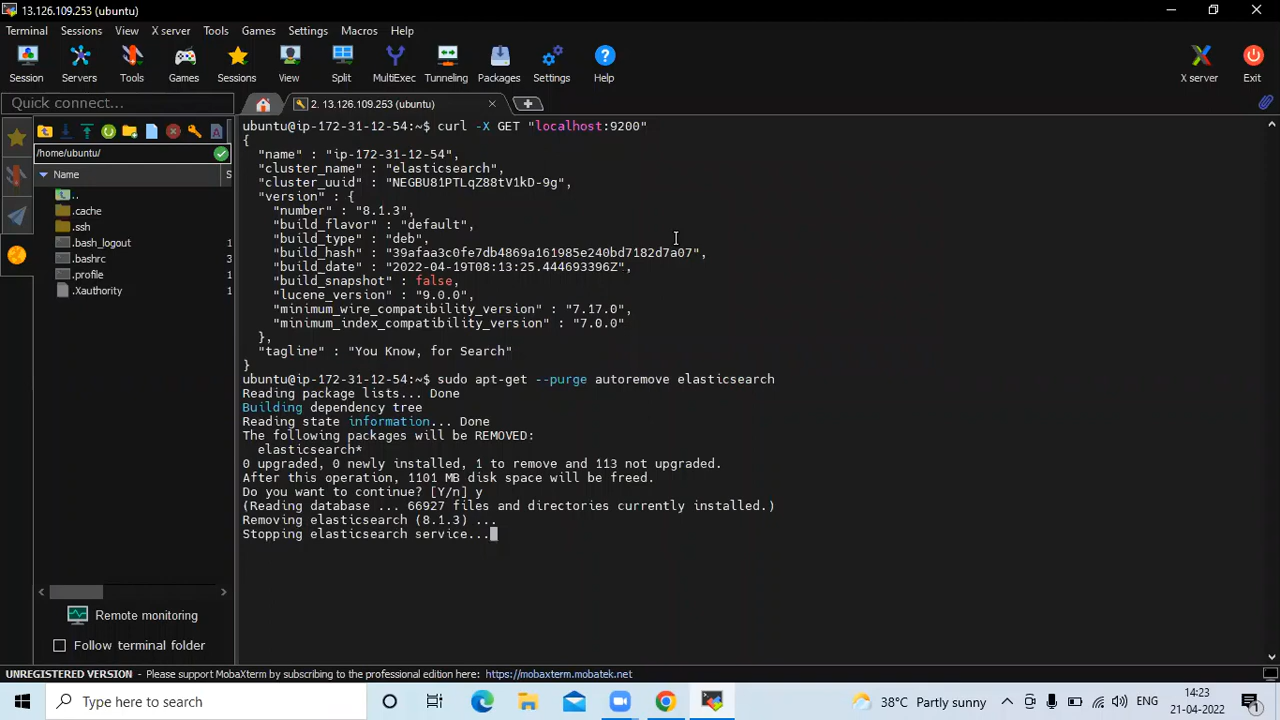 13.126.109.253 (ubuntu)
Terminal Sessions View X server Tools Games Settings Macros Help
Session Servers Tools Games Sessions View Split MultiExec Tunneling Packages Settings Help X server Exit
Quick connect...
2. 13.126.109.253 (ubuntu)
/home/ubuntu/
Name S
..
.cache
.ssh
.bash_logout 1
.bashrc 1
.profile 1
.Xauthority 1
Remote monitoring
Follow terminal folder
ubuntu@ip-172-31-12-54:~$ curl -X GET "localhost:9200"
{
"name" : "ip-172-31-12-54",
"cluster_name" : "elasticsearch",
"cluster_uuid" : "NEGBU81PTLqZ88tV1kD-9g",
"version" : {
"number" : "8.1.3",
"build_flavor" : "default",
"build_type" : "deb",
"build_hash" : "39afaa3c0fe7db4869a161985e240bd7182d7a07",
"build_date" : "2022-04-19T08:13:25.444693396Z",
"build_snapshot" : false,
"lucene_version" : "9.0.0",
"minimum_wire_compatibility_version" : "7.17.0",
"minimum_index_compatibility_version" : "7.0.0"
},
"tagline" : "You Know, for Search"
}
ubuntu@ip-172-31-12-54:~$ sudo apt-get --purge autoremove elasticsearch
Reading package lists... Done
Building dependency tree
Reading state information... Done
The following packages will be REMOVED:
elasticsearch*
0 upgraded, 0 newly installed, 1 to remove and 113 not upgraded.
After this operation, 1101 MB disk space will be freed.
Do you want to continue? [Y/n] y
(Reading database ... 66927 files and directories currently installed.)
Removing elasticsearch (8.1.3) ...
Stopping elasticsearch service...
UNREGISTERED VERSION - Please support MobaXterm by subscribing to the professional edition here: https://mobaxterm.mobatek.net
Type here to search
38°C Partly sunny
ENG
14:23
21-04-2022
1